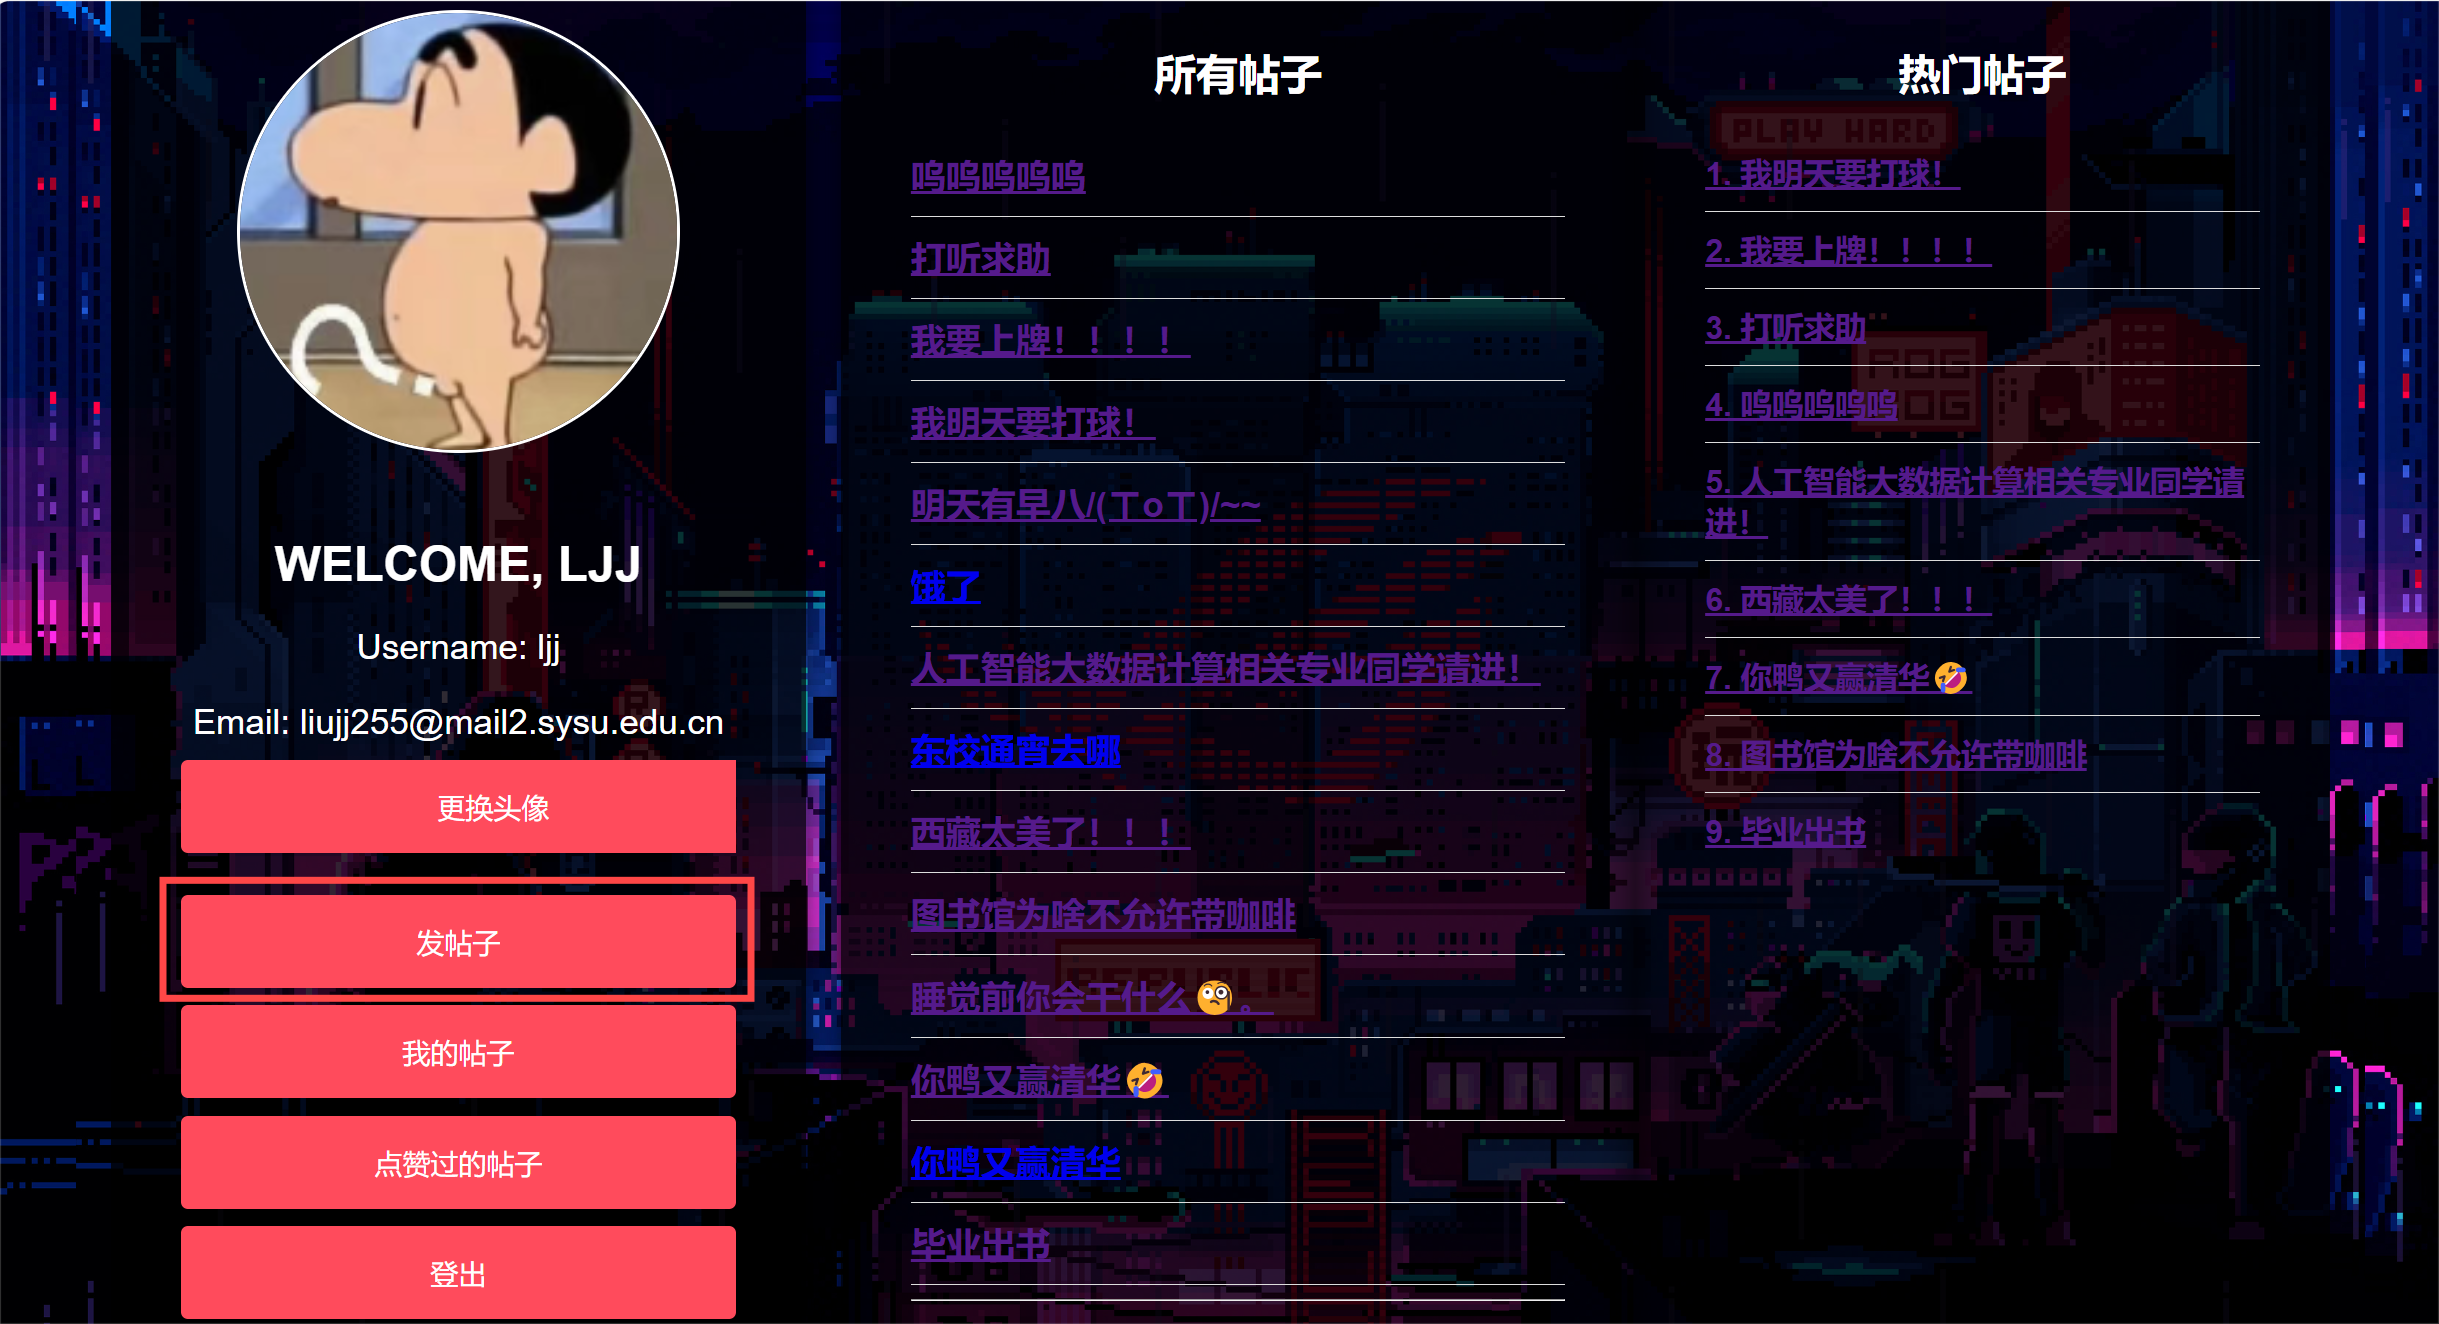 WELCOME, LJJ
Username: ljj
Email: liujj255@mail2.sysu.edu.cn
更换头像
发帖子
我的帖子
点赞过的帖子
登出
所有帖子
呜呜呜呜呜
打听求助
我要上牌！！！！
我明天要打球！
明天有早八/(ㄒoㄒ)/~~
饿了
人工智能大数据计算相关专业同学请进！
东校通宵去哪
西藏太美了！！！
图书馆为啥不允许带咖啡
睡觉前你会干什么🧐。
你鸭又赢清华🤣
你鸭又赢清华
毕业出书
热门帖子
PLAY HARD
1. 我明天要打球！
2. 我要上牌！！！！
3. 打听求助
ROG
4. 呜呜呜呜呜
5. 人工智能大数据计算相关专业同学请
进！
6. 西藏太美了！！！
7. 你鸭又赢清华🤣
8. 图书馆为啥不允许带咖啡
9. 毕业出书